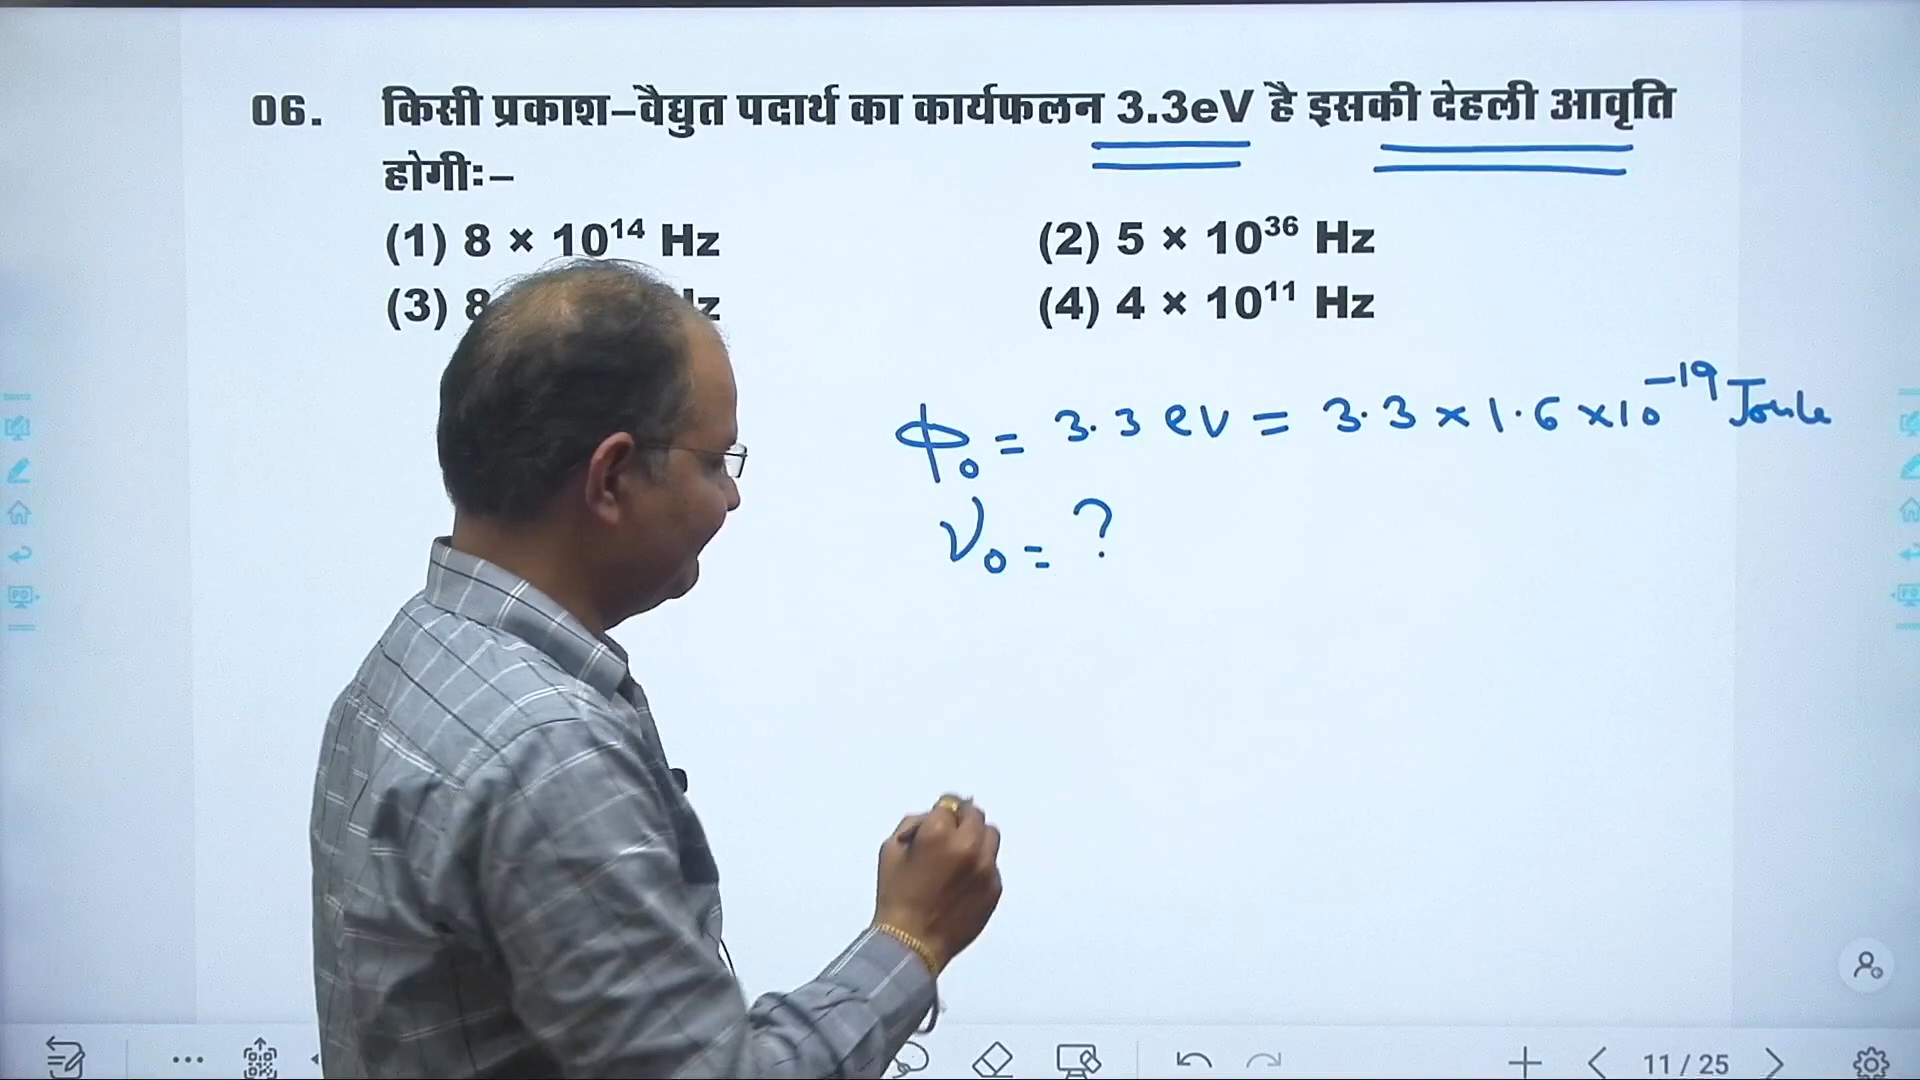 06. किसी प्रकाश–वैद्युत पदार्थ का कार्यफलन 3.3eV है इसकी देहली आवृति
होगीः–
(1) 8 × 10¹⁴ Hz (2) 5 × 10³⁶ Hz
(3) 8 (4) 4 × 10¹¹ Hz
ϕ₀ = 3.3 eV = 3.3 × 1.6 × 10⁻¹⁹ Joule
ν₀ = ?
11 / 25